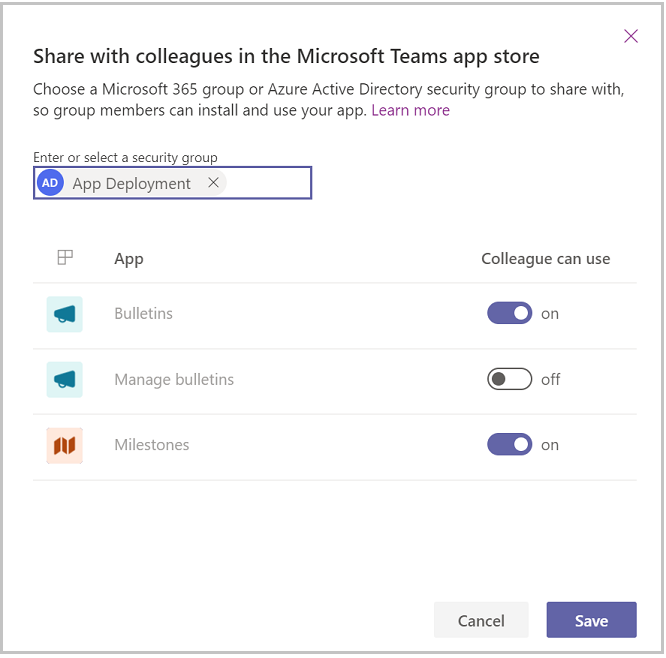 Share with colleagues in the Microsoft Teams app store
Choose a Microsoft 365 group or Azure Active Directory security group to share with,
so group members can install and use your app. Learn more
Enter or select a security group
AD App Deployment
App Colleague can use
Bulletins on
Manage bulletins off
Milestones on
Cancel Save